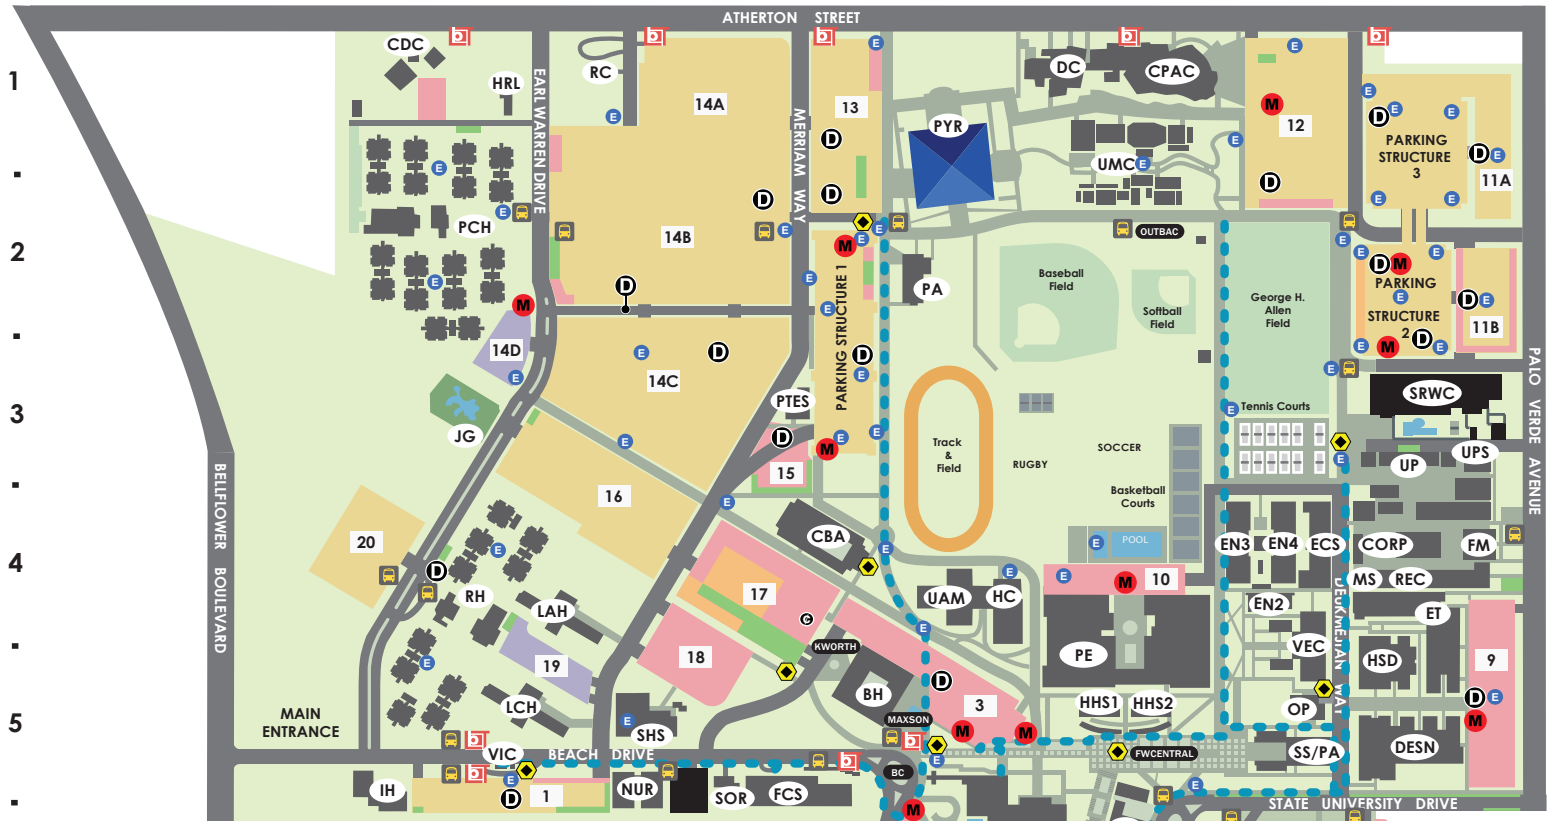 ATHERTON STREET
CDC
RC
HRL
1
EARL WARREN DRIVE
14A
MERRIAM WAY
13
PYR
DC
CPAC
M
12
D
PARKING
STRUCTURE
3
11A
UMC
E
PCH
14B
2
OUTBAC
PARKING STRUCTURE 1
PA
Baseball
Field
Softball
Field
George H.
Allen
Field
PARKING
STRUCTURE
2
11B
14D
14C
PTES
3
JG
Tennis Courts
SRWC
PALO VERDE AVENUE
Track
&
Field
RUGBY
SOCCER
Basketball
Courts
UP
UPS
15
16
BELLFLOWER BOULEVARD
20
4
CBA
POOL
EN3
EN4
ECS
CORP
FM
MS
REC
RH
LAH
17
C
UAM
HC
10
EN2
ET
DEUKMEJIAN WAY
KWORTH
18
19
PE
VEC
HSD
9
BH
LCH
MAXSON
3
HHS1
HHS2
OP
MAIN
ENTRANCE
5
SHS
VIC
BEACH DRIVE
FWCENTRAL
SS/PA
DESN
BC
IH
1
NUR
SOR
FCS
STATE UNIVERSITY DRIVE